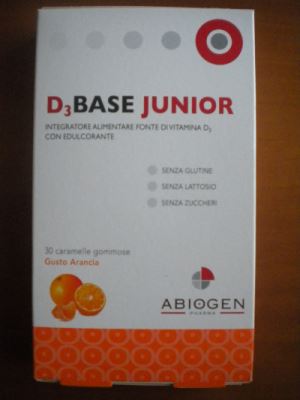 D3BASE JUNIOR
INTEGRATORE ALIMENTARE FONTE DI VITAMINA D3
CON EDULCORANTE
SENZA GLUTINE
SENZA LATTOSIO
SENZA ZUCCHERI
30 caramelle gommose
Gusto Arancia
ABIOGEN
PHARMA